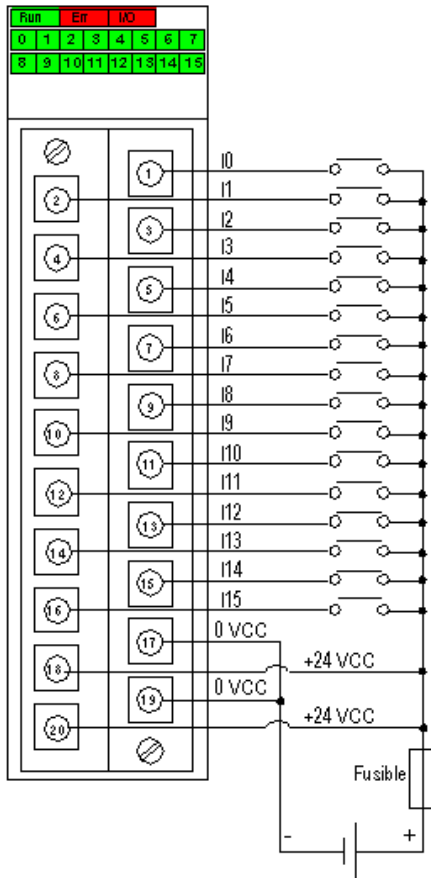 Run Err I/O
0 1 2 3 4 5 6 7
8 9 10 11 12 13 14 15
1 I0
2 I1
3 I2
4 I3
5 I4
6 I5
7 I6
8 I7
9 I8
10 I9
11 I10
12 I11
13 I12
14 I13
15 I14
16 I15
17 0 VCC
18 +24 VCC
19 0 VCC
20 +24 VCC
Fusible
- +